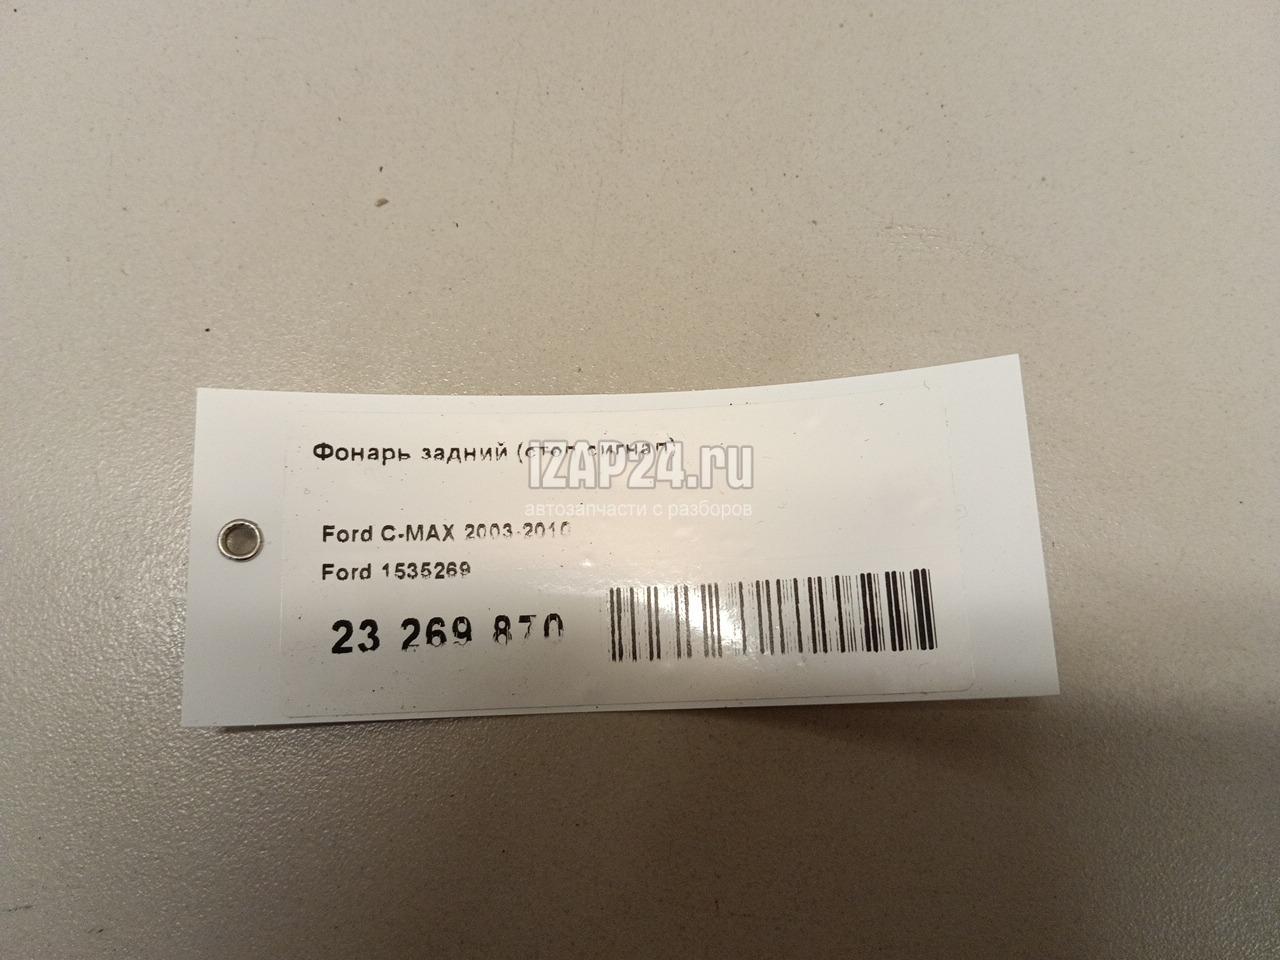 Фонарь задний (стоп сигнал)
iZAP24.ru
автозапчасти с разборов
Ford C-MAX 2003-2010
Ford 1535269
23 269 870